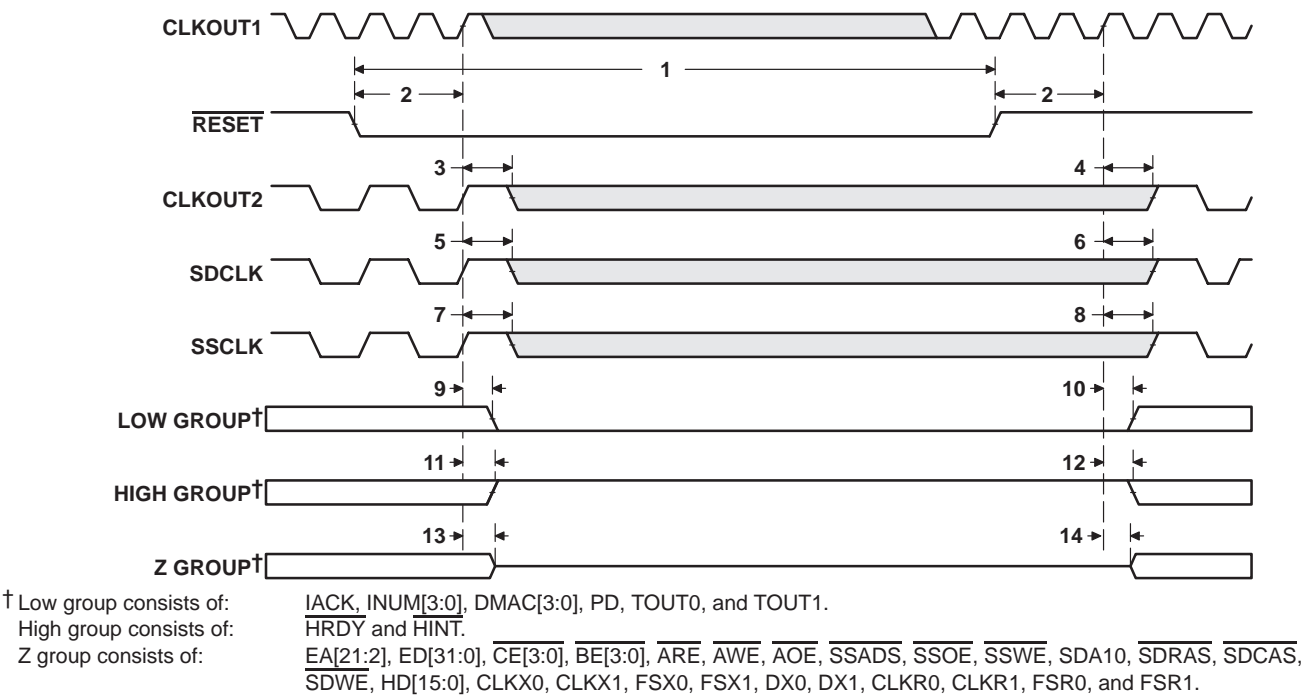 CLKOUT1
1
2 2
RESET
3 4
CLKOUT2
5 6
SDCLK
7 8
SSCLK
9 10
LOW GROUP†
11 12
HIGH GROUP†
13 14
Z GROUP†
† Low group consists of: IACK, INUM[3:0], DMAC[3:0], PD, TOUT0, and TOUT1.
High group consists of: HRDY and HINT.
Z group consists of: EA[21:2], ED[31:0], CE[3:0], BE[3:0], ARE, AWE, AOE, SSADS, SSOE, SSWE, SDA10, SDRAS, SDCAS,
SDWE, HD[15:0], CLKX0, CLKX1, FSX0, FSX1, DX0, DX1, CLKR0, CLKR1, FSR0, and FSR1.